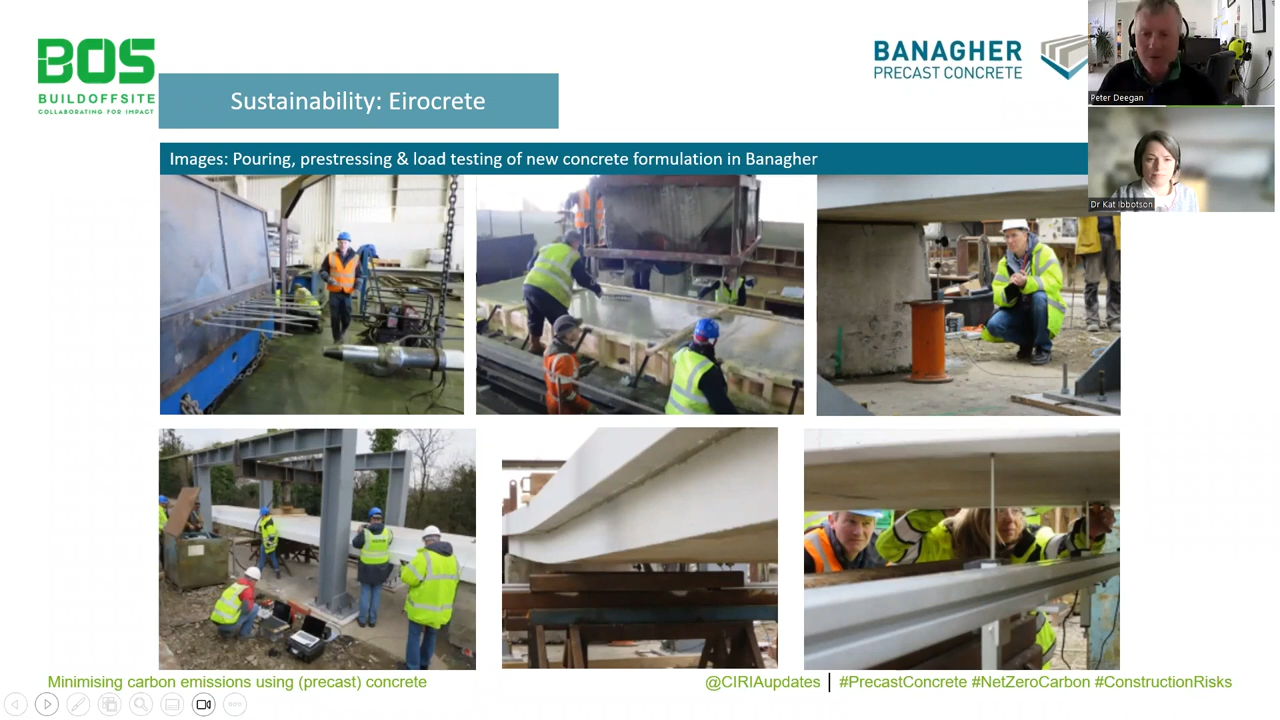 BOS
BUILDOFFSITE
COLLABORATING FOR IMPACT
Sustainability: Eirocrete
BANAGHER
PRECAST CONCRETE
Peter Deegan
Dr Kat Ibbotson
Images: Pouring, prestressing & load testing of new concrete formulation in Banagher
Minimising carbon emissions using (precast) concrete
@CIRIAupdates | #PrecastConcrete #NetZeroCarbon #ConstructionRisks